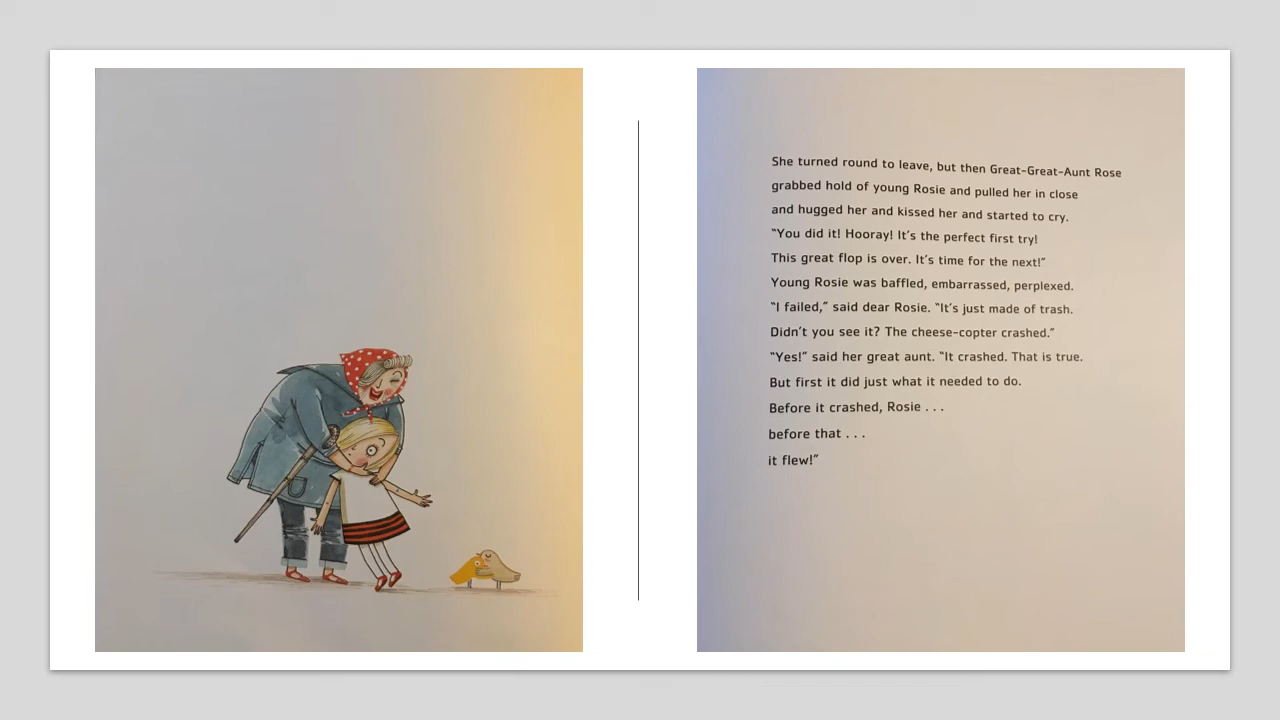 She turned round to leave, but then Great-Great-Aunt Rose
grabbed hold of young Rosie and pulled her in close
and hugged her and kissed her and started to cry.
“You did it! Hooray! It’s the perfect first try!
This great flop is over. It’s time for the next!”
Young Rosie was baffled, embarrassed, perplexed.
“I failed,” said dear Rosie. “It’s just made of trash.
Didn’t you see it? The cheese-copter crashed.”
“Yes!” said her great aunt. “It crashed. That is true.
But first it did just what it needed to do.
Before it crashed, Rosie . . .
before that . . .
it flew!”